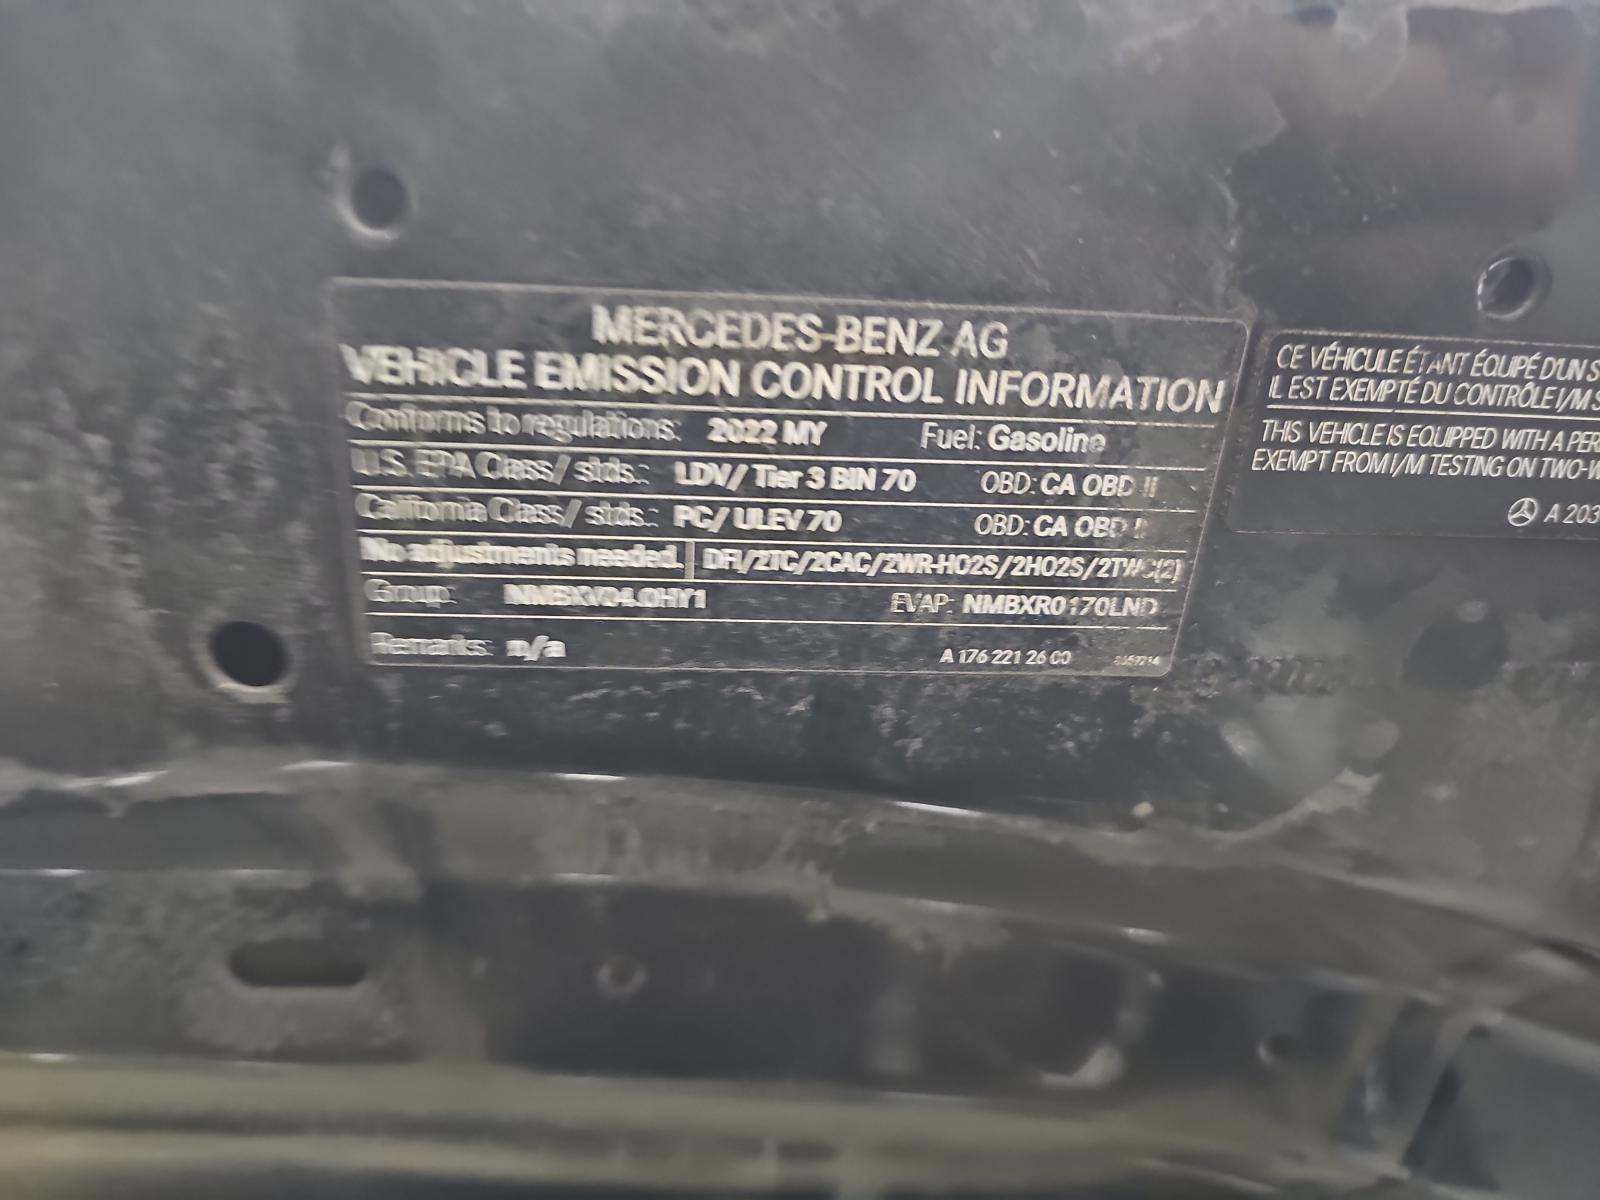 MERCEDES-BENZ AG
VEHICLE EMISSION CONTROL INFORMATION
Conforms to regulations: 2022 MY Fuel: Gasoline
U.S. EPA Class/ stds.: LDV/ Tier 3 BIN 70 OBD: CA OBD II
California Class/ stds.: PC/ ULEV 70 OBD: CA OBD II
No adjustments needed. DFI/2TC/2CAC/2WR-HO2S/2HO2S/2TWC(2)
Group: NMBXV04.0HY1 EVAP: NMBXR0170LND
Remarks: n/a A 176 221 26 00
CE VÉHICULE ÉTANT ÉQUIPÉ D'UN S
IL EST EXEMPTÉ DU CONTRÔLE I/M S
THIS VEHICLE IS EQUIPPED WITH A PER
EXEMPT FROM I/M TESTING ON TWO-W
A 203